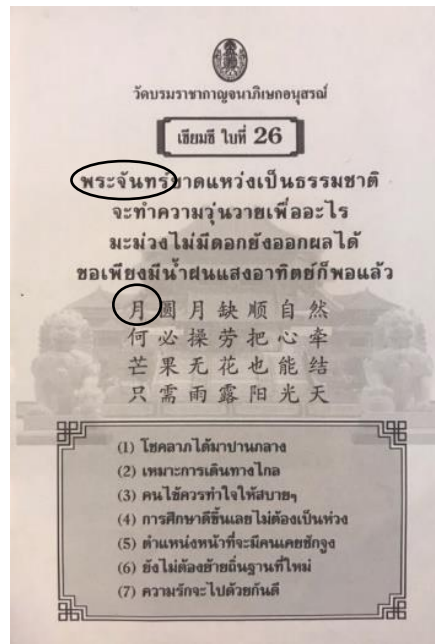 วัดบรมราชากาญจนาภิเษกอนุสรณ์
เซียมซี ใบที่ 26
พระจันทร์ขาดแหว่งเป็นธรรมชาติ
จะทำความวุ่นวายเพื่ออะไร
มะม่วงไม่มีดอกยังออกผลได้
ขอเพียงมีน้ำฝนแสงอาทิตย์ก็พอแล้ว
月圆月缺顺自然
何必操劳把心牵
芒果无花也能结
只需雨露阳光天
(1) โชคลาภได้มาปานกลาง
(2) เหมาะการเดินทางไกล
(3) คนไข้ควรทำใจให้สบายๆ
(4) การศึกษาดีขึ้นเลยไม่ต้องเป็นห่วง
(5) ตำแหน่งหน้าที่จะมีคนเคยชักจูง
(6) ยังไม่ต้องย้ายถิ่นฐานที่ใหม่
(7) ความรักจะไปด้วยกันดี